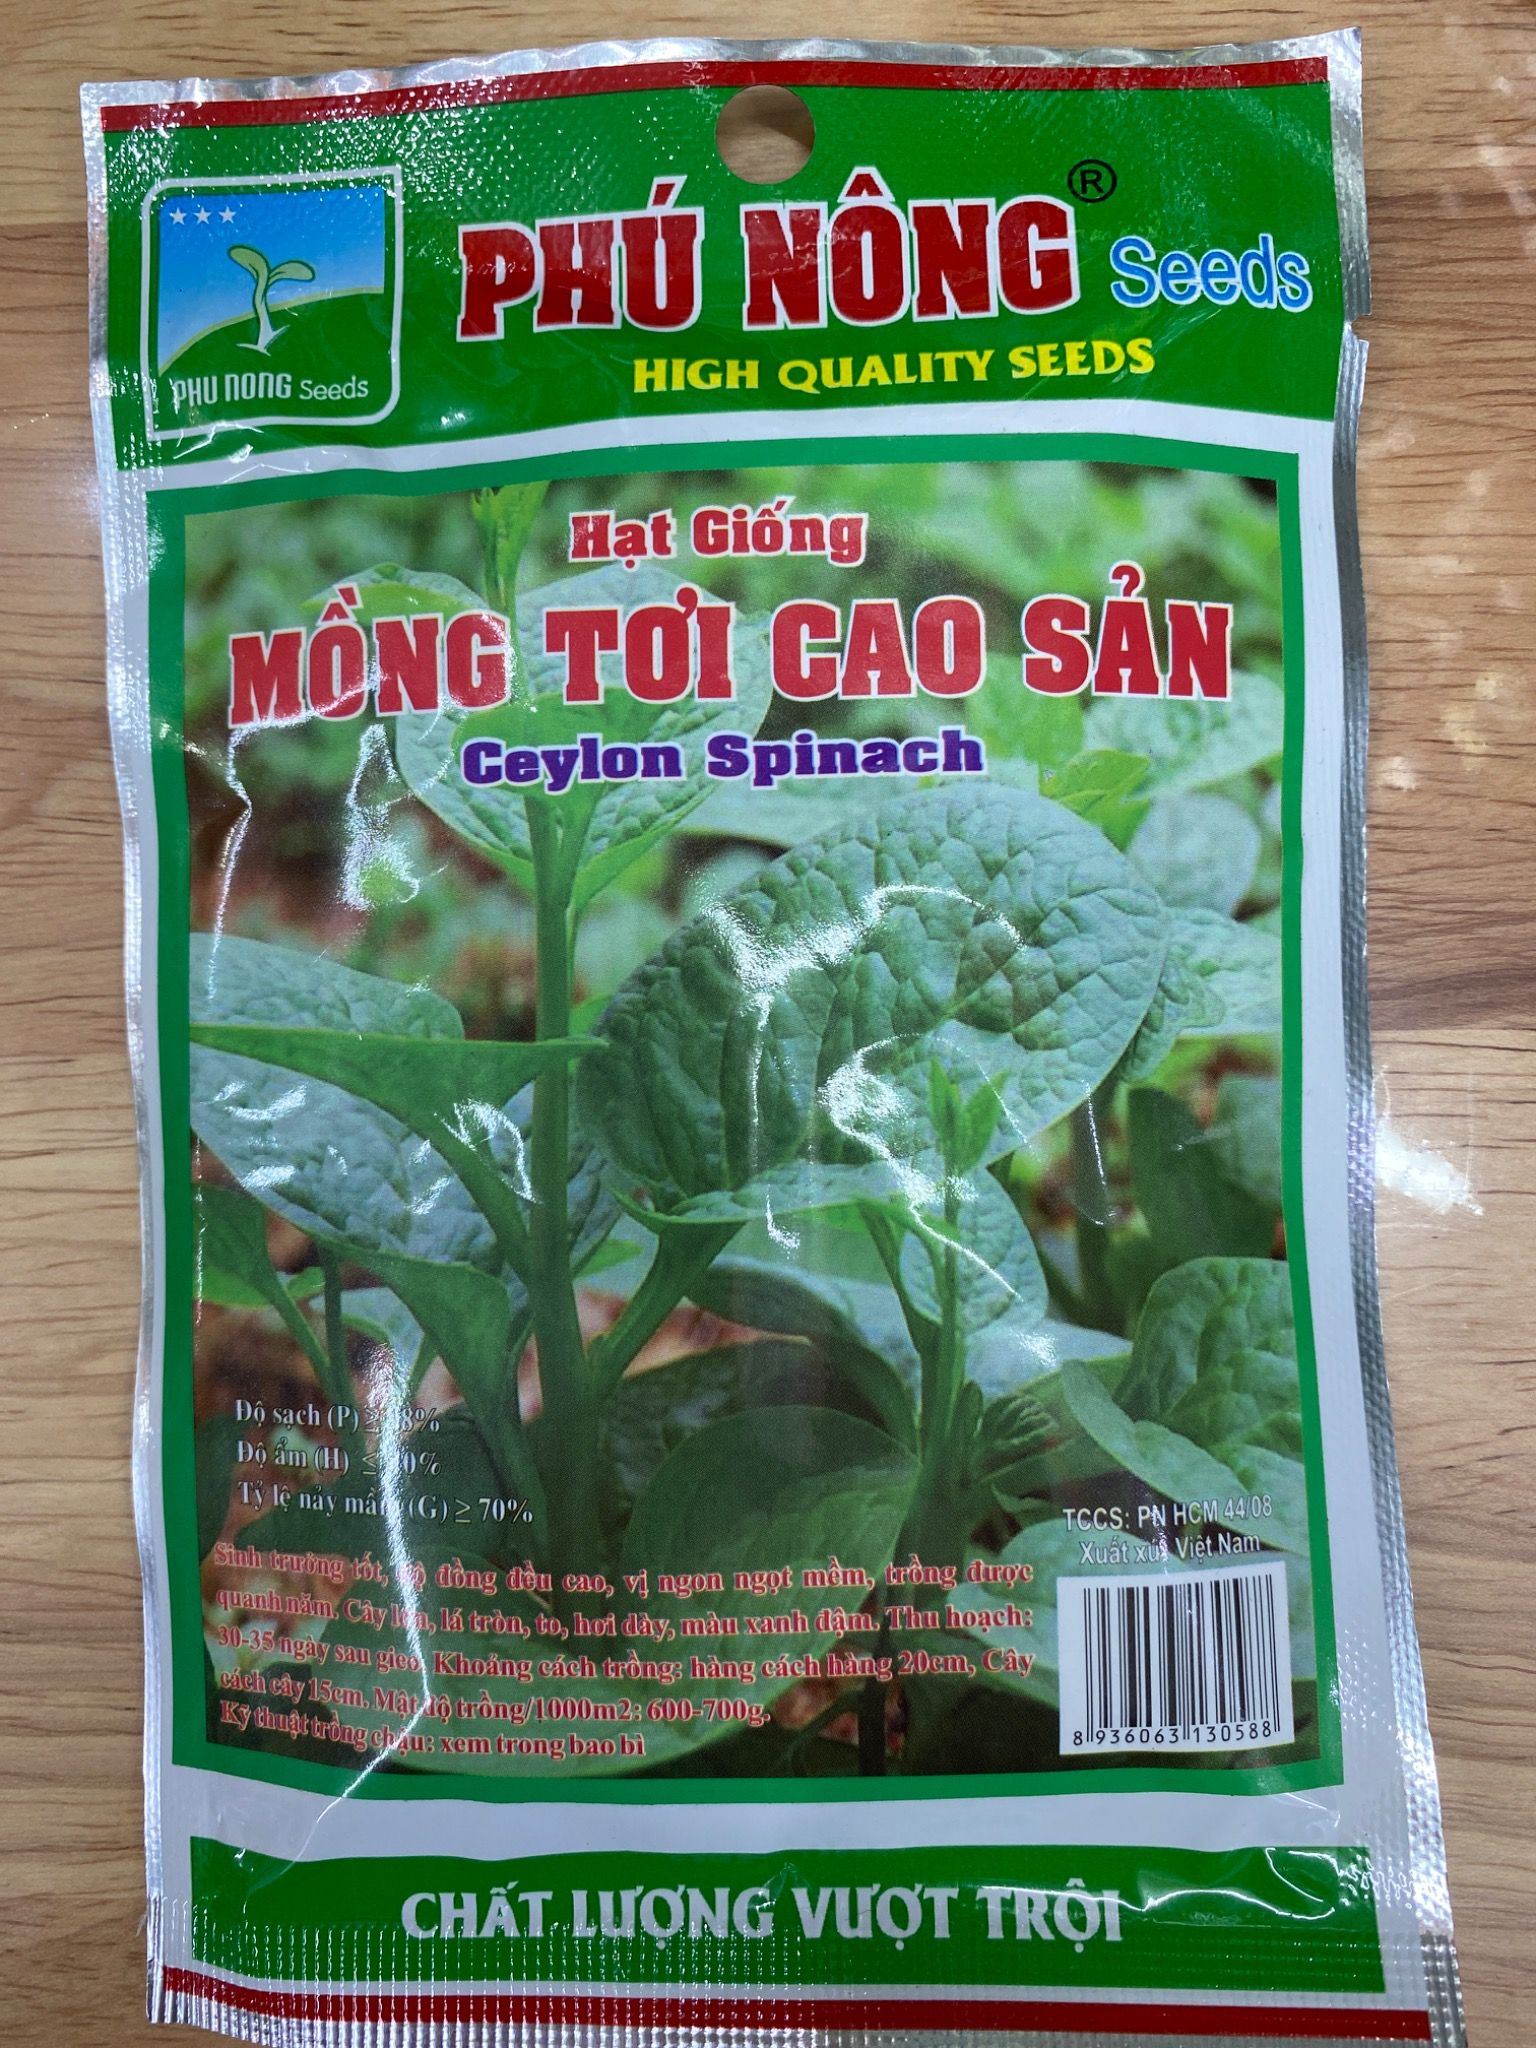 PHÚ NÔNG ® Seeds
HIGH QUALITY SEEDS
PHU NONG Seeds
Hạt Giống
MỒNG TƠI CAO SẢN
Ceylon Spinach
Độ sạch (P) 8%
Độ ẩm (H) ≤ 0%
Tỷ lệ nảy mầm (G) ≥ 70%
TCCS: PN HCM 44/08
Xuất xứ: Việt Nam
Sinh trưởng tốt, độ đồng đều cao, vị ngon ngọt mềm, trồng được
quanh năm. Cây lớn, lá tròn, to, hơi dày, màu xanh đậm. Thu hoạch:
30-35 ngày sau gieo. Khoảng cách trồng: hàng cách hàng 20cm, Cây
cách cây 15cm. Mật độ trồng/1000m2: 600-700g.
Kỹ thuật trồng chậu: xem trong bao bì
8 936063 130588
CHẤT LƯỢNG VƯỢT TRỘI